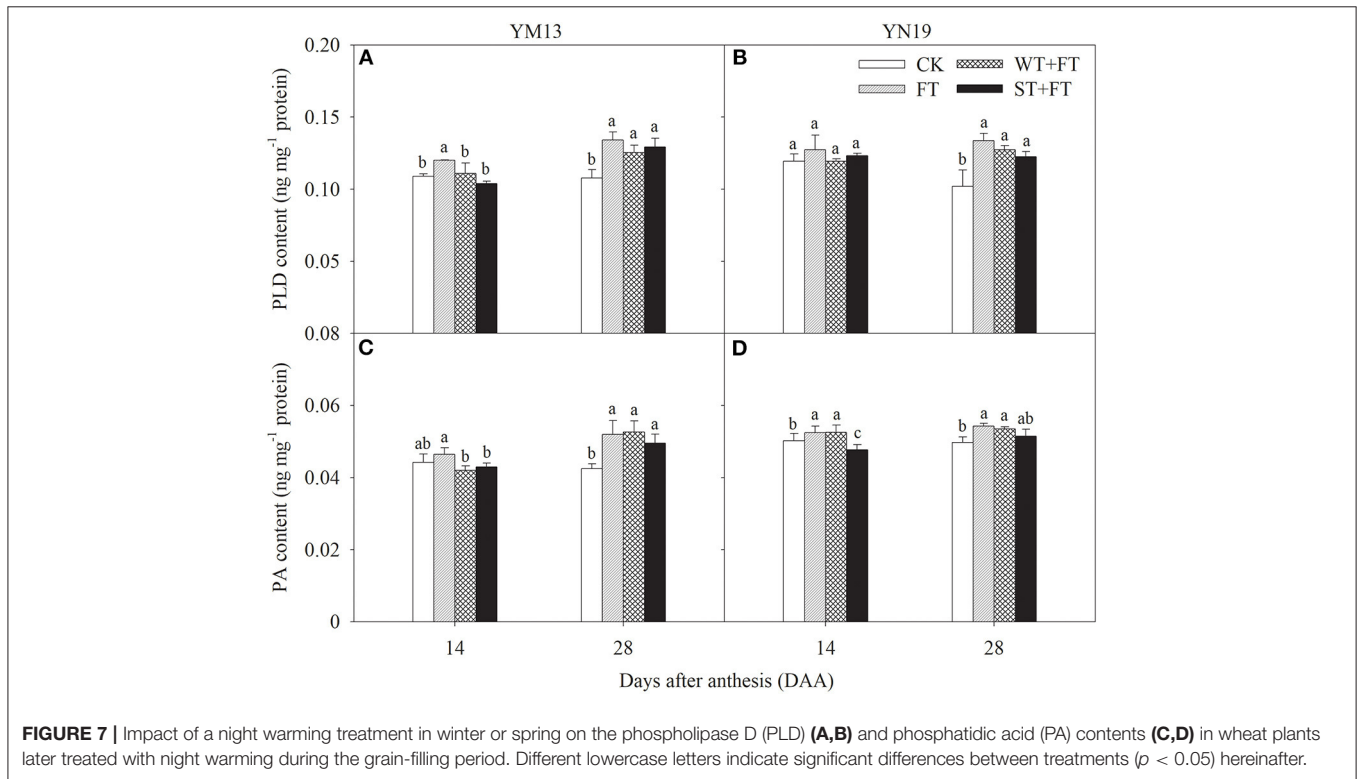 YM13 YN19
A B
CK WT+FT
FT ST+FT
PLD content (ng mg⁻¹ protein)
0.20
0.15
0.10
0.05
0.08
b a b b b a a a
a a a a b a a a
C D
PA content (ng mg⁻¹ protein)
0.06
0.04
0.02
0
ab a b b b a a a
b a a c b a a ab
14 28 14 28
Days after anthesis (DAA)
FIGURE 7 | Impact of a night warming treatment in winter or spring on the phospholipase D (PLD) (A,B) and phosphatidic acid (PA) contents (C,D) in wheat plants
later treated with night warming during the grain-filling period. Different lowercase letters indicate significant differences between treatments (p < 0.05) hereinafter.